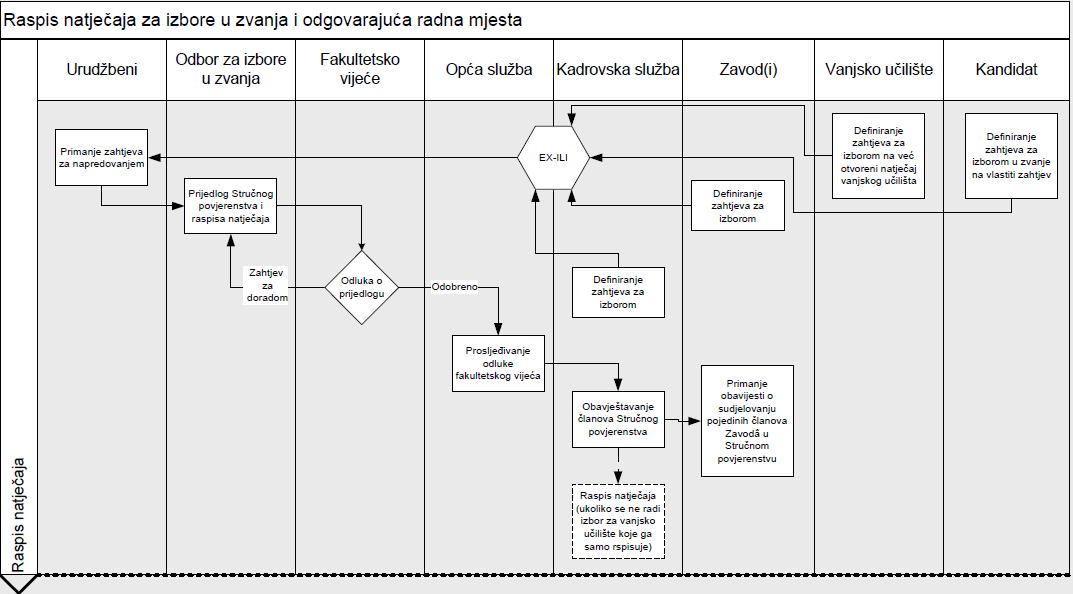 Raspis natječaja za izbore u zvanja i odgovarajuća radna mjesta
Urudžbeni
Odbor za izbore
u zvanja
Fakultetsko
vijeće
Opća služba
Kadrovska služba
Zavod(i)
Vanjsko učilište
Kandidat
Primanje zahtjeva
za napredovanjem
EX-ILI
Definiranje
zahtjeva za
izborom na već
otvoreni natječaj
vanjskog učilišta
Definiranje
zahtjeva za
izborom u zvanje
na vlastiti zahtjev
Prijedlog Stručnog
povjerenstva i
raspisa natječaja
Definiranje
zahtjeva za
izborom
Zahtjev
za
doradom
Odluka o
prijedlogu
Odobreno
Definiranje
zahtjeva za
izborom
Prosljeđivanje
odluke
fakultetskog vijeća
Obavještavanje
članova Stručnog
povjerenstva
Primanje
obavijesti o
sudjelovanju
pojedinih članova
Zavodâ u
Stručnom
povjerenstvu
Raspis natječaja
(ukoliko se ne radi
izbor za vanjsko
učilište koje ga
samo rspisuje)
Raspis natječaja